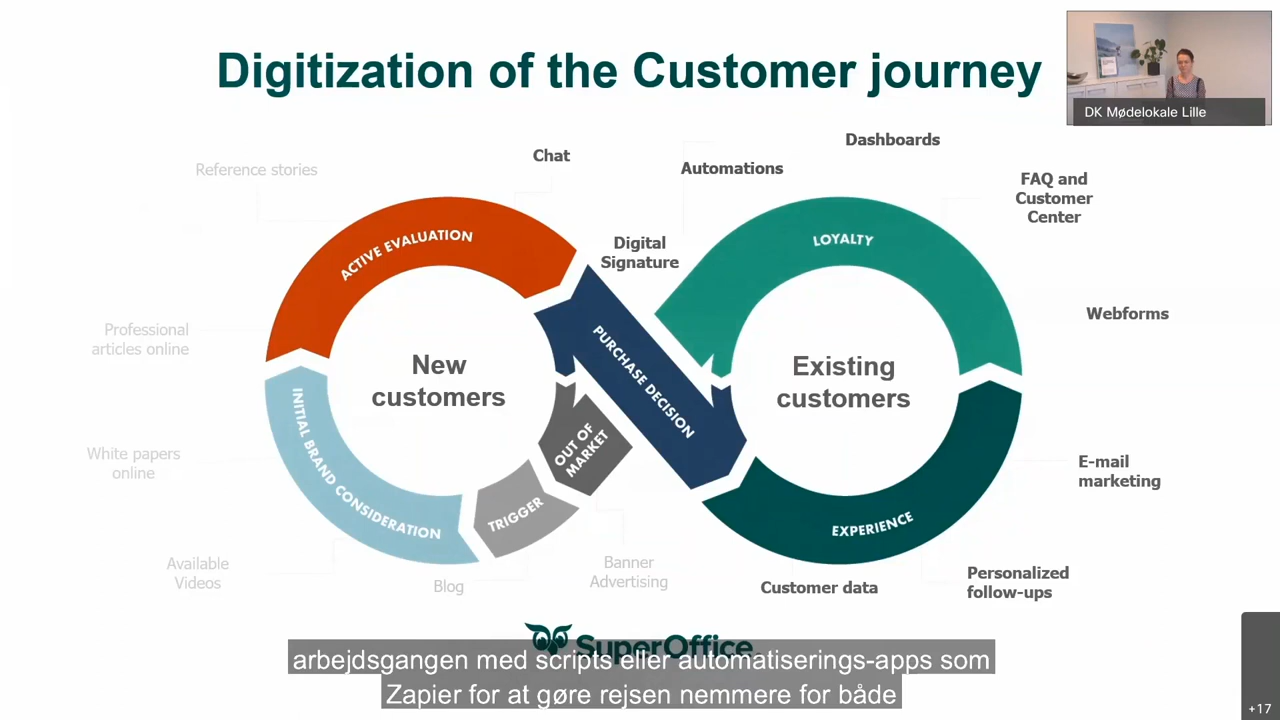 Digitization of the Customer journey
DK Mødelokale Lille
Dashboards
Chat
Reference stories
Automations
FAQ and
Customer
Center
ACTIVE EVALUATION
LOYALTY
Digital
Signature
Webforms
Professional
articles online
PURCHASE DECISION
New
customers
Existing
customers
INITIAL BRAND CONSIDERATION
OUT OF
MARKET
White papers
online
E-mail
marketing
TRIGGER
EXPERIENCE
Available
Videos
Blog
Banner
Advertising
Customer data
Personalized
follow-ups
SuperOffice
arbejdsgangen med scripts eller automatiserings-apps som
Zapier for at gøre rejsen nemmere for både
+17